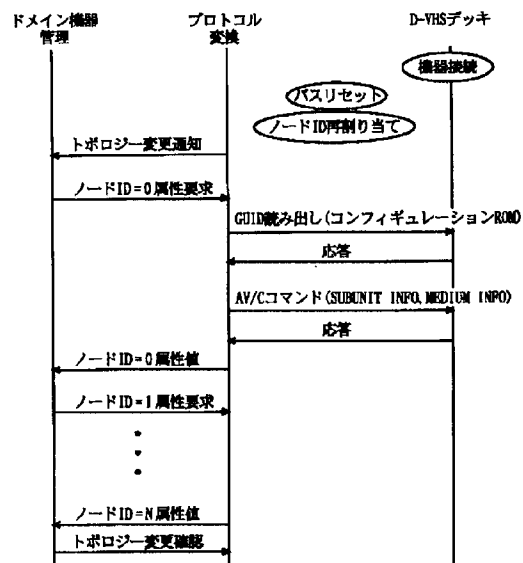 ドメイン機器
管理
プロトコル
変換
D-VHSデッキ
機器接続
バスリセット
ノードID再割り当て
トポロジー変更通知
ノードID=0属性要求
GUID読み出し(コンフィギュレーションROM)
応答
AV/Cコマンド(SUBUNIT INFO,MEDIUM INFO)
応答
ノードID=0属性値
ノードID=1属性要求
ノードID=N属性値
トポロジー変更確認